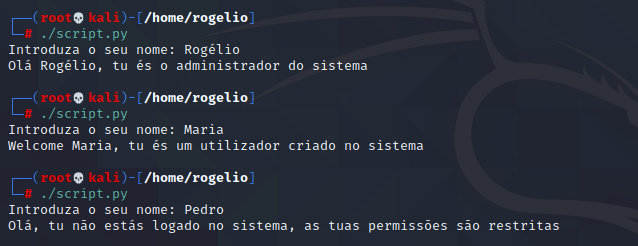 ┌──(root💀kali)-[/home/rogelio]
└─# ./script.py
Introduza o seu nome: Rogélio
Olá Rogélio, tu és o administrador do sistema
┌──(root💀kali)-[/home/rogelio]
└─# ./script.py
Introduza o seu nome: Maria
Welcome Maria, tu és um utilizador criado no sistema
┌──(root💀kali)-[/home/rogelio]
└─# ./script.py
Introduza o seu nome: Pedro
Olá, tu não estás logado no sistema, as tuas permissões são restritas